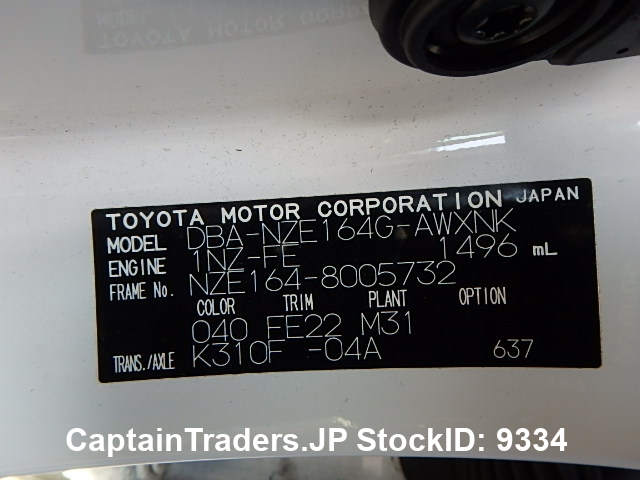 TOYOTA MOTOR CORPORATION JAPAN
MODEL DBA-NZE164G-AWXNK
ENGINE 1NZ-FE 1496 mL
FRAME No. NZE164-8005732
COLOR TRIM PLANT OPTION
040 FE22 M31
TRANS./AXLE K310F -04A 637
CaptainTraders.JP StockID: 9334